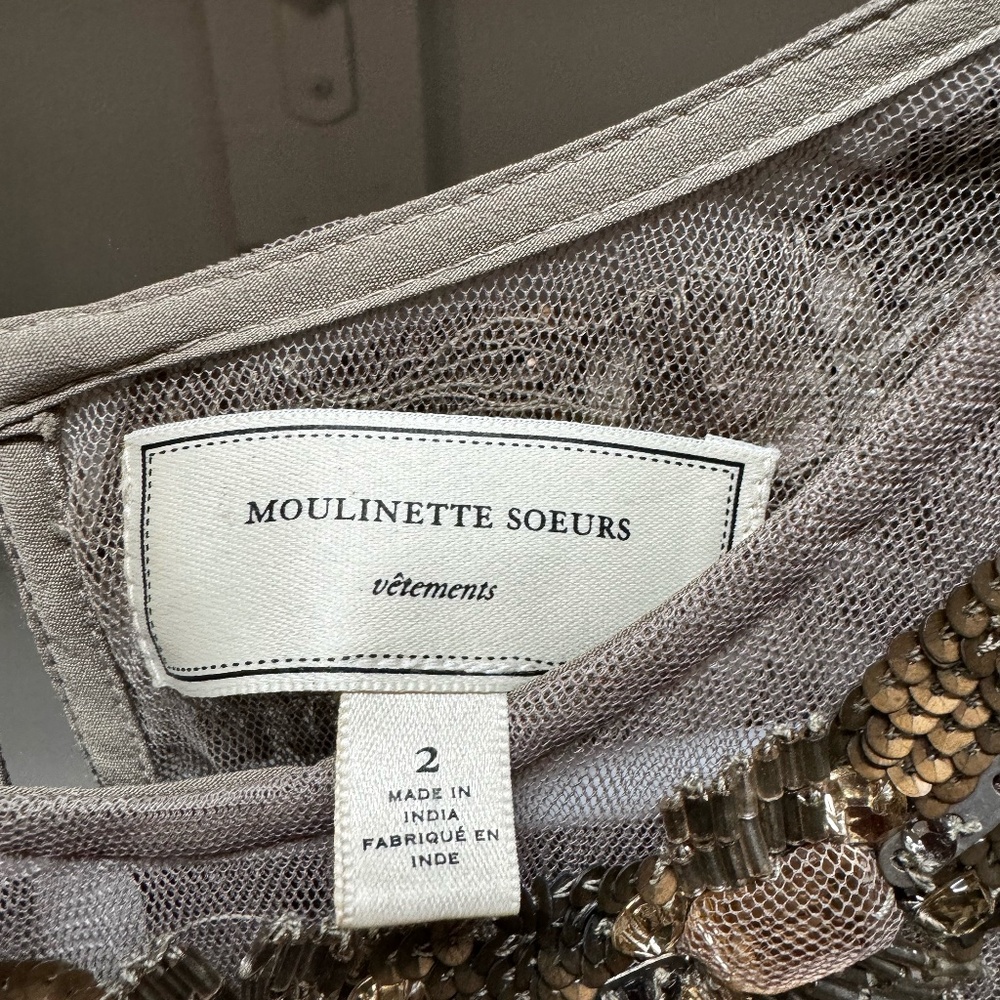 MOULINETTE SOEURS
vêtements
2
MADE IN
INDIA
FABRIQUÉ EN
INDE